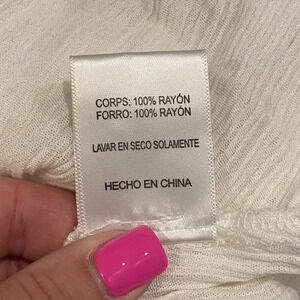 CORPS: 100% RAYÓN
FORRO: 100% RAYÓN
LAVAR EN SECO SOLAMENTE
HECHO EN CHINA